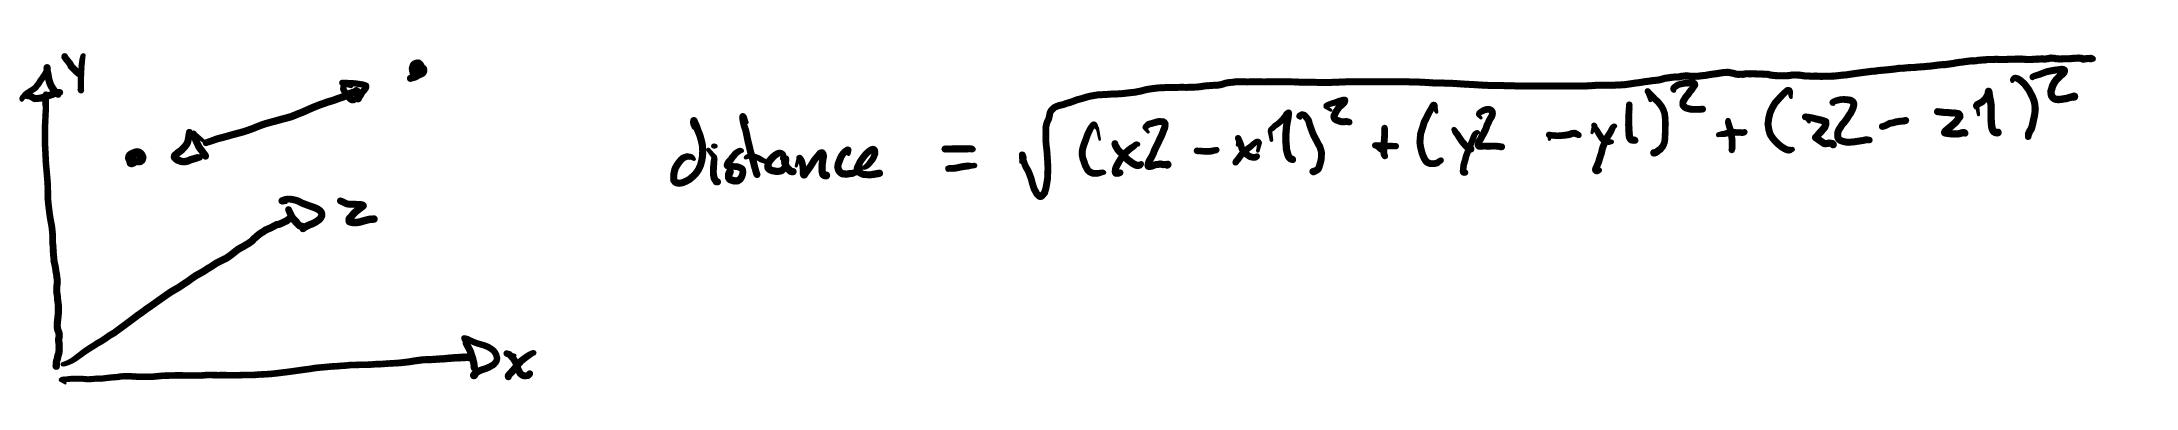 Y
distance = √(x2 - x1)² + (y2 - y1)² + (z2 - z1)²
z
x